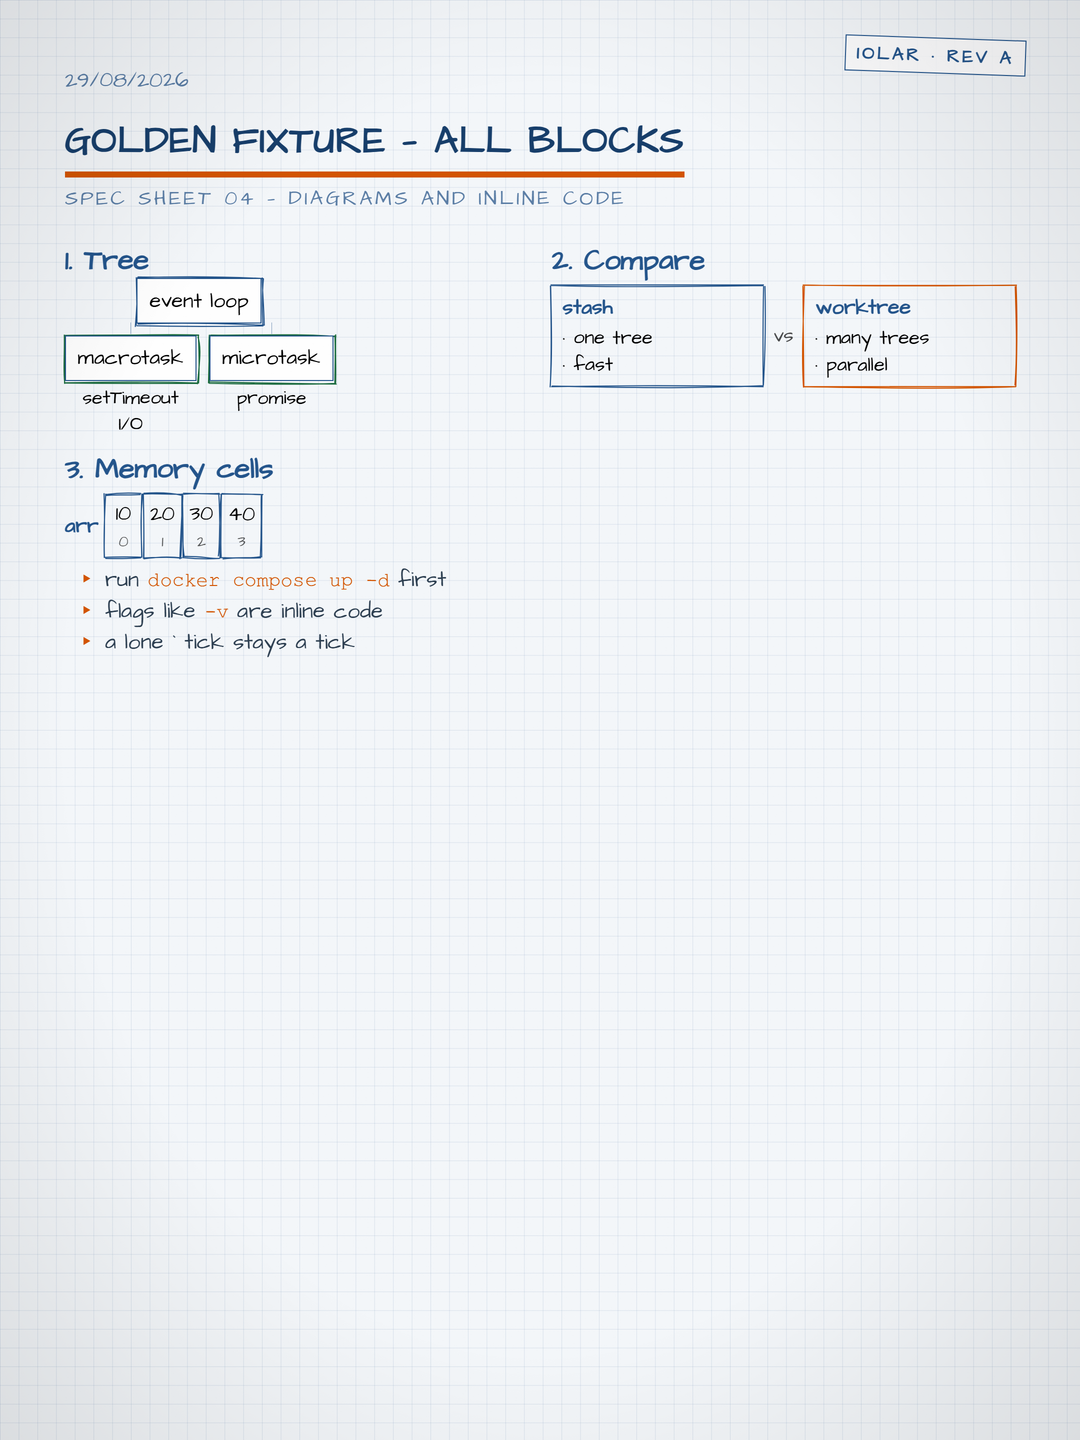 IOLAR · REV A
29/08/2026
GOLDEN FIXTURE - ALL BLOCKS
SPEC SHEET 04 - DIAGRAMS AND INLINE CODE
1. Tree
event loop
macrotask microtask
setTimeout promise
I/O
2. Compare
stash
· one tree
· fast
vs
worktree
· many trees
· parallel
3. Memory cells
arr 10 20 30 40
0 1 2 3
▸ run docker compose up -d first
▸ flags like -v are inline code
▸ a lone ` tick stays a tick